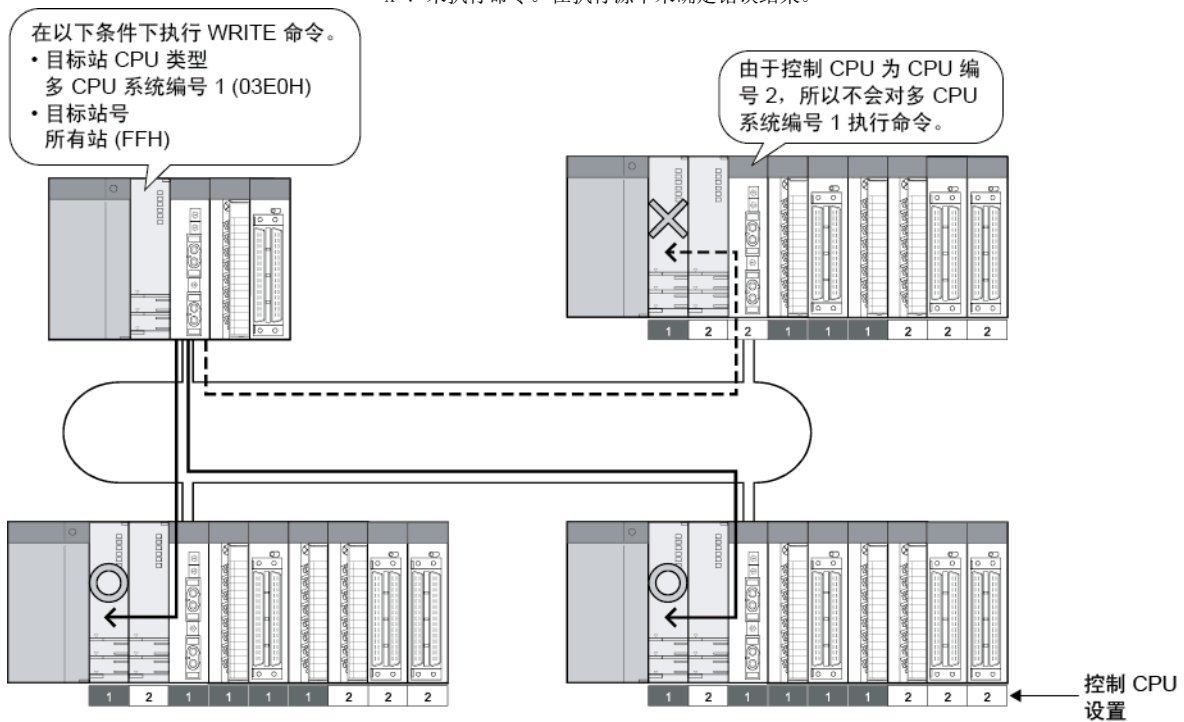 在以下条件下执行 WRITE 命令。
• 目标站 CPU 类型
多 CPU 系统编号 1 (03E0H)
• 目标站号
所有站 (FFH)
由于控制 CPU 为 CPU 编
号 2，所以不会对多 CPU
系统编号 1 执行命令。
1 2 2 1 1 1 2 2 2
1 2 1 1 1 1 2 2 2
1 2 1 1 1 1 2 2 2
控制 CPU
设置